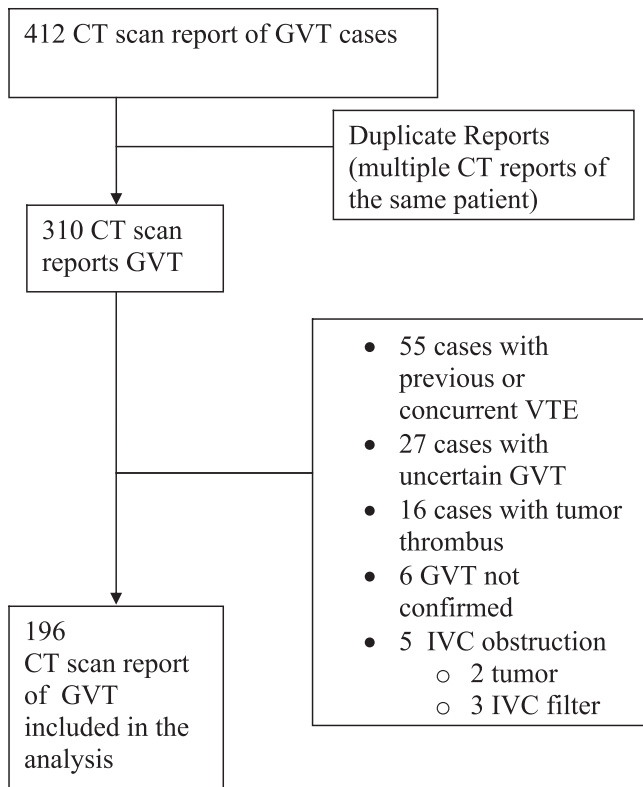 412 CT scan report of GVT cases
Duplicate Reports
(multiple CT reports of
the same patient)
310 CT scan
reports GVT
• 55 cases with
previous or
concurrent VTE
• 27 cases with
uncertain GVT
• 16 cases with tumor
thrombus
• 6 GVT not
confirmed
• 5 IVC obstruction
○ 2 tumor
○ 3 IVC filter
196
CT scan report
of GVT
included in the
analysis